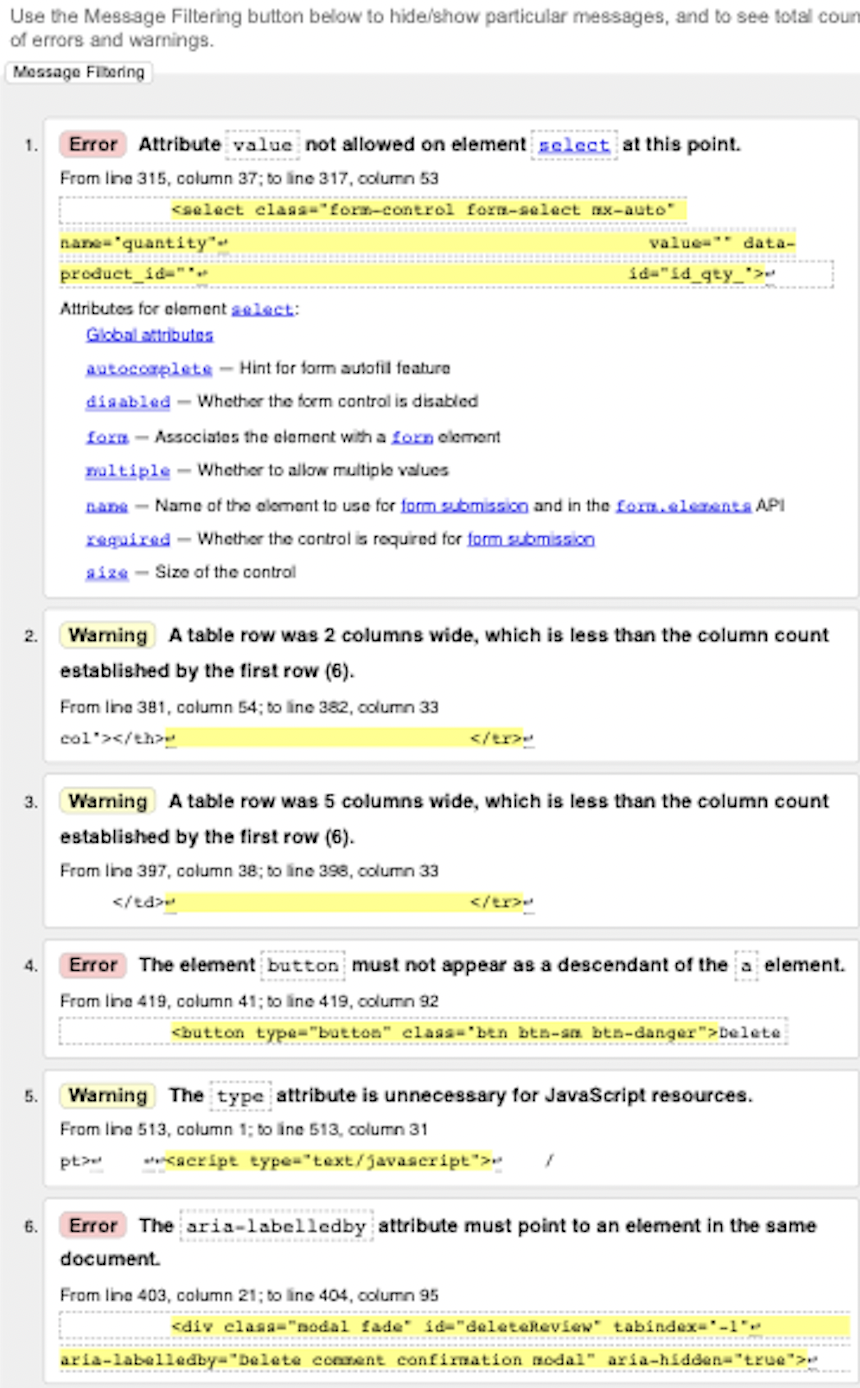 Use the Message Filtering button below to hide/show particular messages, and to see total coun
of errors and warnings.
Message Filtering
1. Error Attribute value not allowed on element select at this point.
From line 315, column 37; to line 317, column 53
<select class="form-control form-select mx-auto"
name="quantity"↩ value="" data-
product_id=""↩ id="id_qty_">↩
Attributes for element select:
Global attributes
autocomplete — Hint for form autofill feature
disabled — Whether the form control is disabled
form — Associates the element with a form element
multiple — Whether to allow multiple values
name — Name of the element to use for form submission and in the form.elements API
required — Whether the control is required for form submission
size — Size of the control
2. Warning A table row was 2 columns wide, which is less than the column count
established by the first row (6).
From line 381, column 54; to line 382, column 33
col"></th>↩ </tr>↩
3. Warning A table row was 5 columns wide, which is less than the column count
established by the first row (6).
From line 397, column 38; to line 398, column 33
</td>↩ </tr>↩
4. Error The element button must not appear as a descendant of the a element.
From line 419, column 41; to line 419, column 92
<button type="button" class="btn btn-sm btn-danger">Delete
5. Warning The type attribute is unnecessary for JavaScript resources.
From line 513, column 1; to line 513, column 31
pt>↩ ↩↩<script type="text/javascript">↩ /
6. Error The aria-labelledby attribute must point to an element in the same
document.
From line 403, column 21; to line 404, column 95
<div class="modal fade" id="deleteReview" tabindex="-1"↩
aria-labelledby="Delete comment confirmation modal" aria-hidden="true">↩